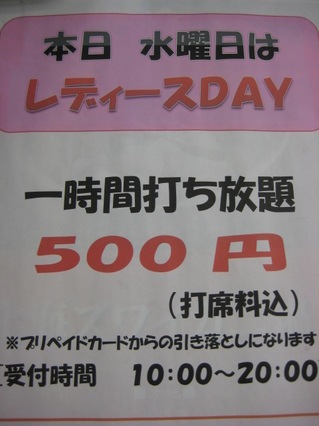 本日 水曜日は
レディースDAY
一時間打ち放題
500円
（打席料込）
※プリペイドカードからの引き落としになります
受付時間 10:00～20:00